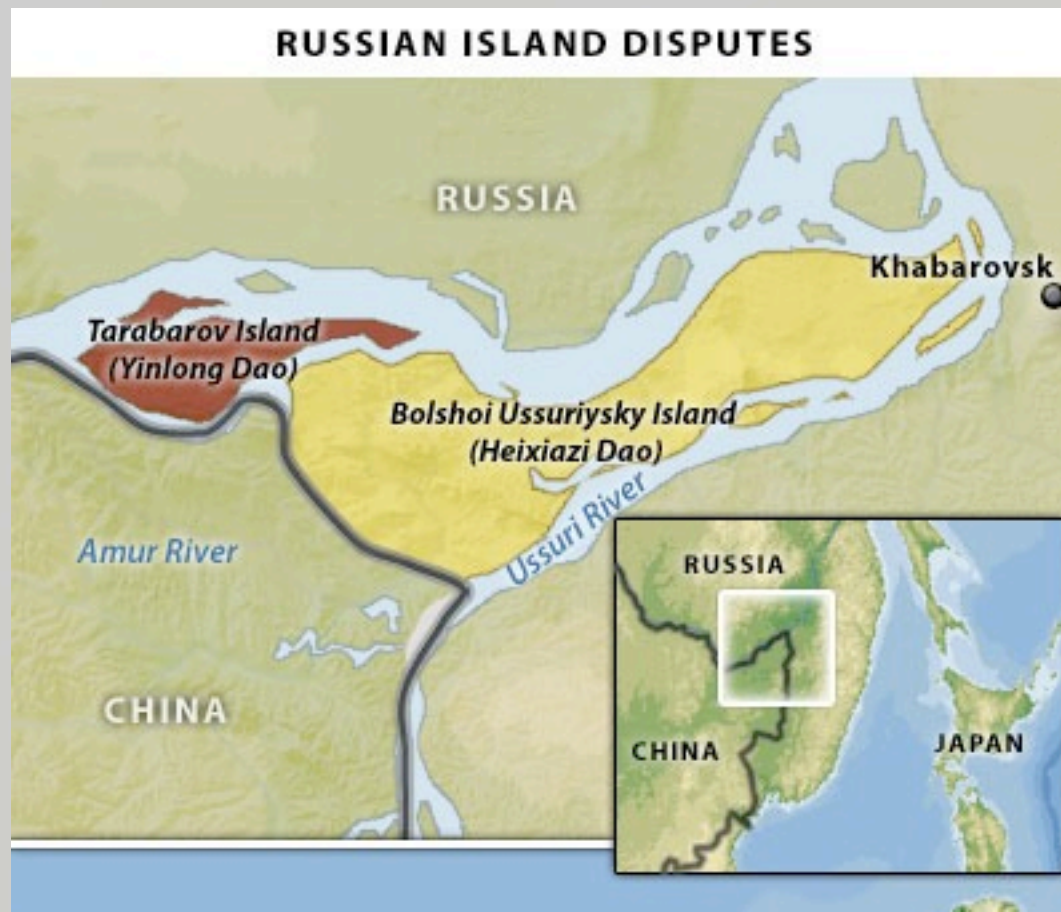 RUSSIAN ISLAND DISPUTES
RUSSIA
Khabarovsk
Tarabarov Island
(Yinlong Dao)
Bolshoi Ussuriysky Island
(Heixiazi Dao)
Ussuri River
Amur River
CHINA
RUSSIA
CHINA
JAPAN